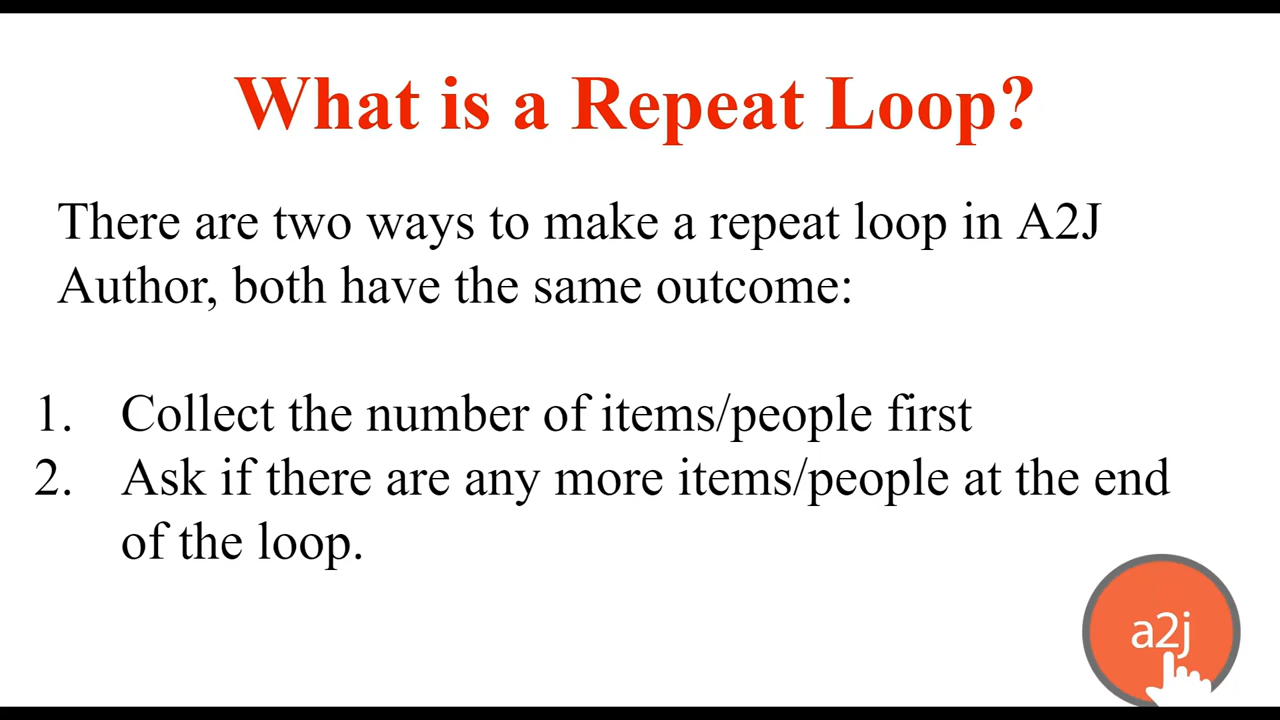 What is a Repeat Loop?
There are two ways to make a repeat loop in A2J
Author, both have the same outcome:
1. Collect the number of items/people first
2. Ask if there are any more items/people at the end
of the loop.
a2j